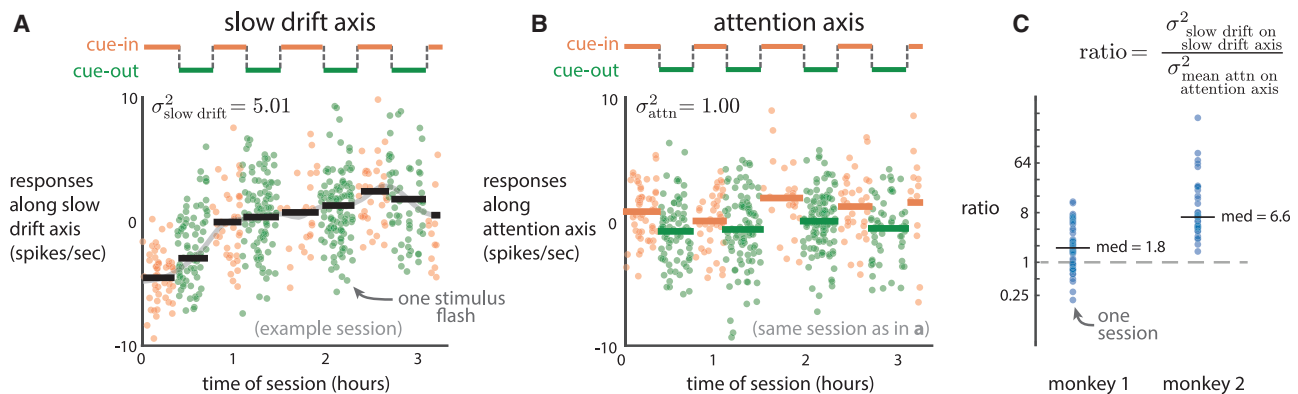 A
slow drift axis
cue-in
cue-out
σ²slow drift = 5.01
responses
along slow
drift axis
(spikes/sec)
10
0
-10
one stimulus
flash
(example session)
0 1 2 3
time of session (hours)
B
attention axis
cue-in
cue-out
σ²attn = 1.00
responses
along
attention axis
(spikes/sec)
10
0
-10
(same session as in a)
0 1 2 3
time of session (hours)
C
ratio = σ²slow drift on slow drift axis / σ²mean attn on attention axis
ratio
64
8
1
0.25
med = 1.8
med = 6.6
one
session
monkey 1 monkey 2